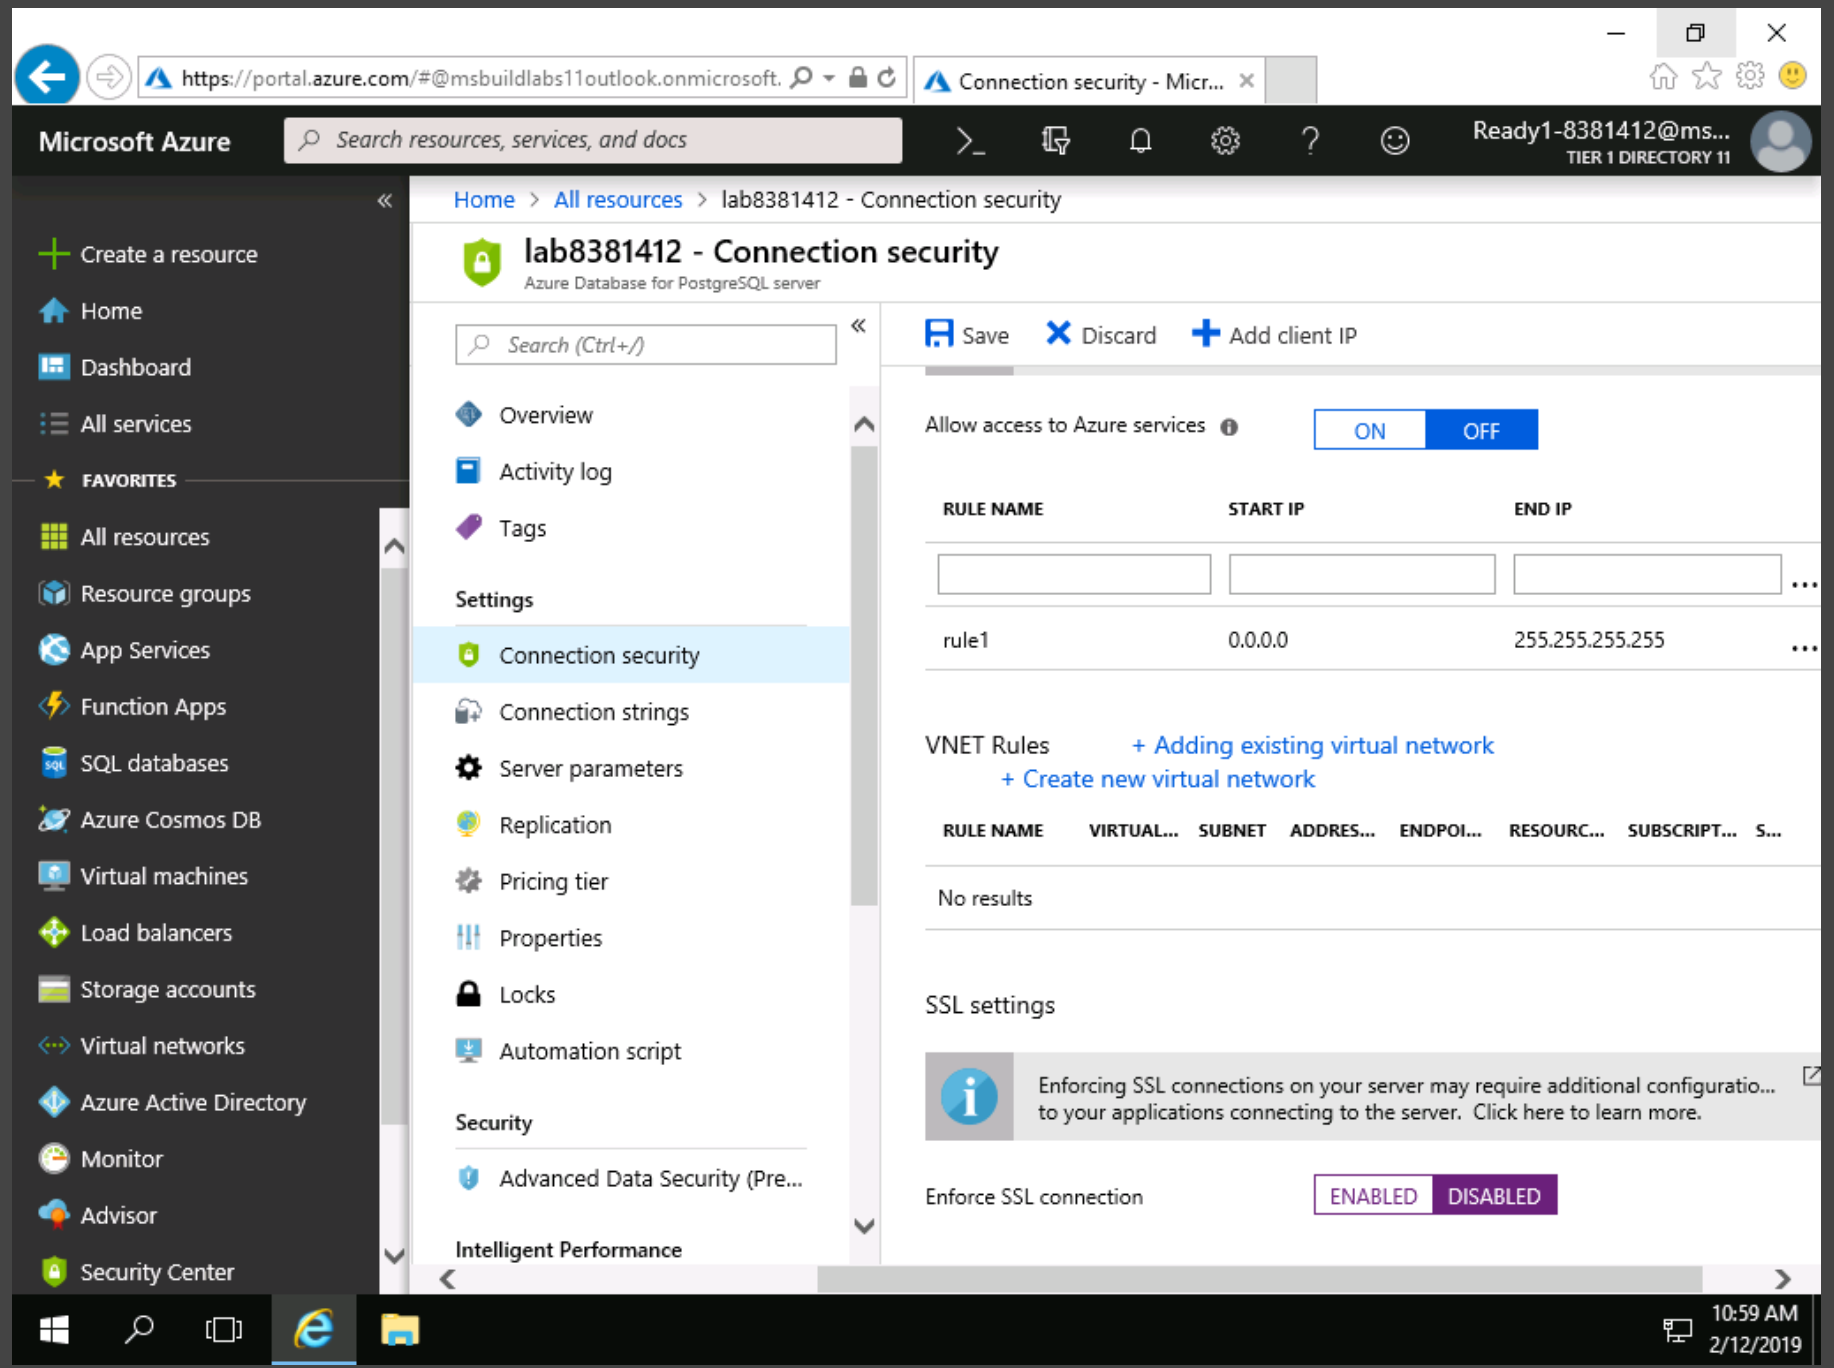 https://portal.azure.com/#@msbuildlabs11outlook.onmicrosoft.
Connection security - Micr...
Microsoft Azure
Search resources, services, and docs
Ready1-8381412@ms...
TIER 1 DIRECTORY 11
Home > All resources > lab8381412 - Connection security
lab8381412 - Connection security
Azure Database for PostgreSQL server
Create a resource
Home
Dashboard
All services
FAVORITES
All resources
Resource groups
App Services
Function Apps
SQL databases
Azure Cosmos DB
Virtual machines
Load balancers
Storage accounts
Virtual networks
Azure Active Directory
Monitor
Advisor
Security Center
Search (Ctrl+/)
Overview
Activity log
Tags
Settings
Connection security
Connection strings
Server parameters
Replication
Pricing tier
Properties
Locks
Automation script
Security
Advanced Data Security (Pre...
Intelligent Performance
Save Discard Add client IP
Allow access to Azure services ON OFF
RULE NAME START IP END IP
...
rule1 0.0.0.0 255.255.255.255 ...
VNET Rules + Adding existing virtual network
+ Create new virtual network
RULE NAME VIRTUAL... SUBNET ADDRES... ENDPOI... RESOURC... SUBSCRIPT... S...
No results
SSL settings
Enforcing SSL connections on your server may require additional configuratio...
to your applications connecting to the server. Click here to learn more.
Enforce SSL connection ENABLED DISABLED
10:59 AM
2/12/2019